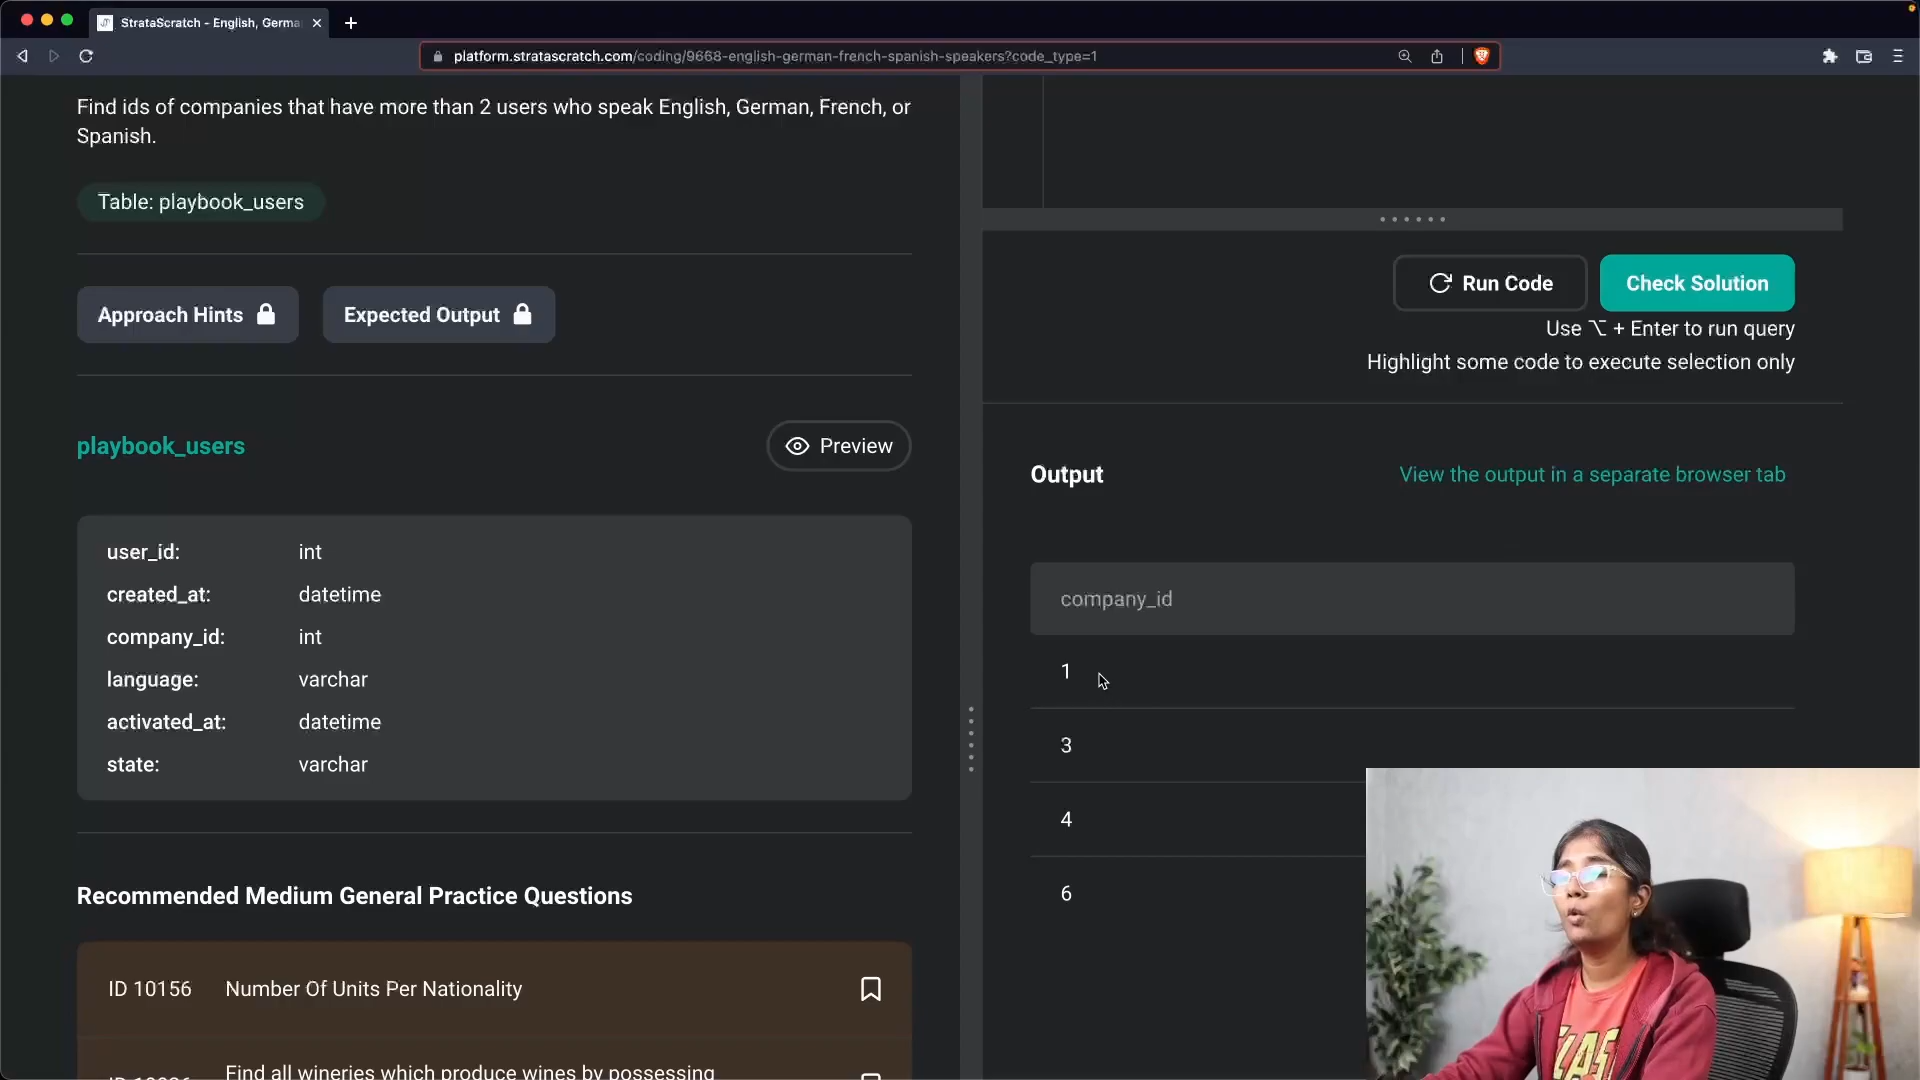 StrataScratch - English, Germa
platform.stratascratch.com/coding/9668-english-german-french-spanish-speakers?code_type=1
Find ids of companies that have more than 2 users who speak English, German, French, or
Spanish.
Table: playbook_users
Approach Hints
Expected Output
playbook_users
Preview
user_id: int
created_at: datetime
company_id: int
language: varchar
activated_at: datetime
state: varchar
Recommended Medium General Practice Questions
ID 10156 Number Of Units Per Nationality
Find all wineries which produce wines by possessing
Run Code
Check Solution
Use ⌥ + Enter to run query
Highlight some code to execute selection only
Output
View the output in a separate browser tab
company_id
1
3
4
6